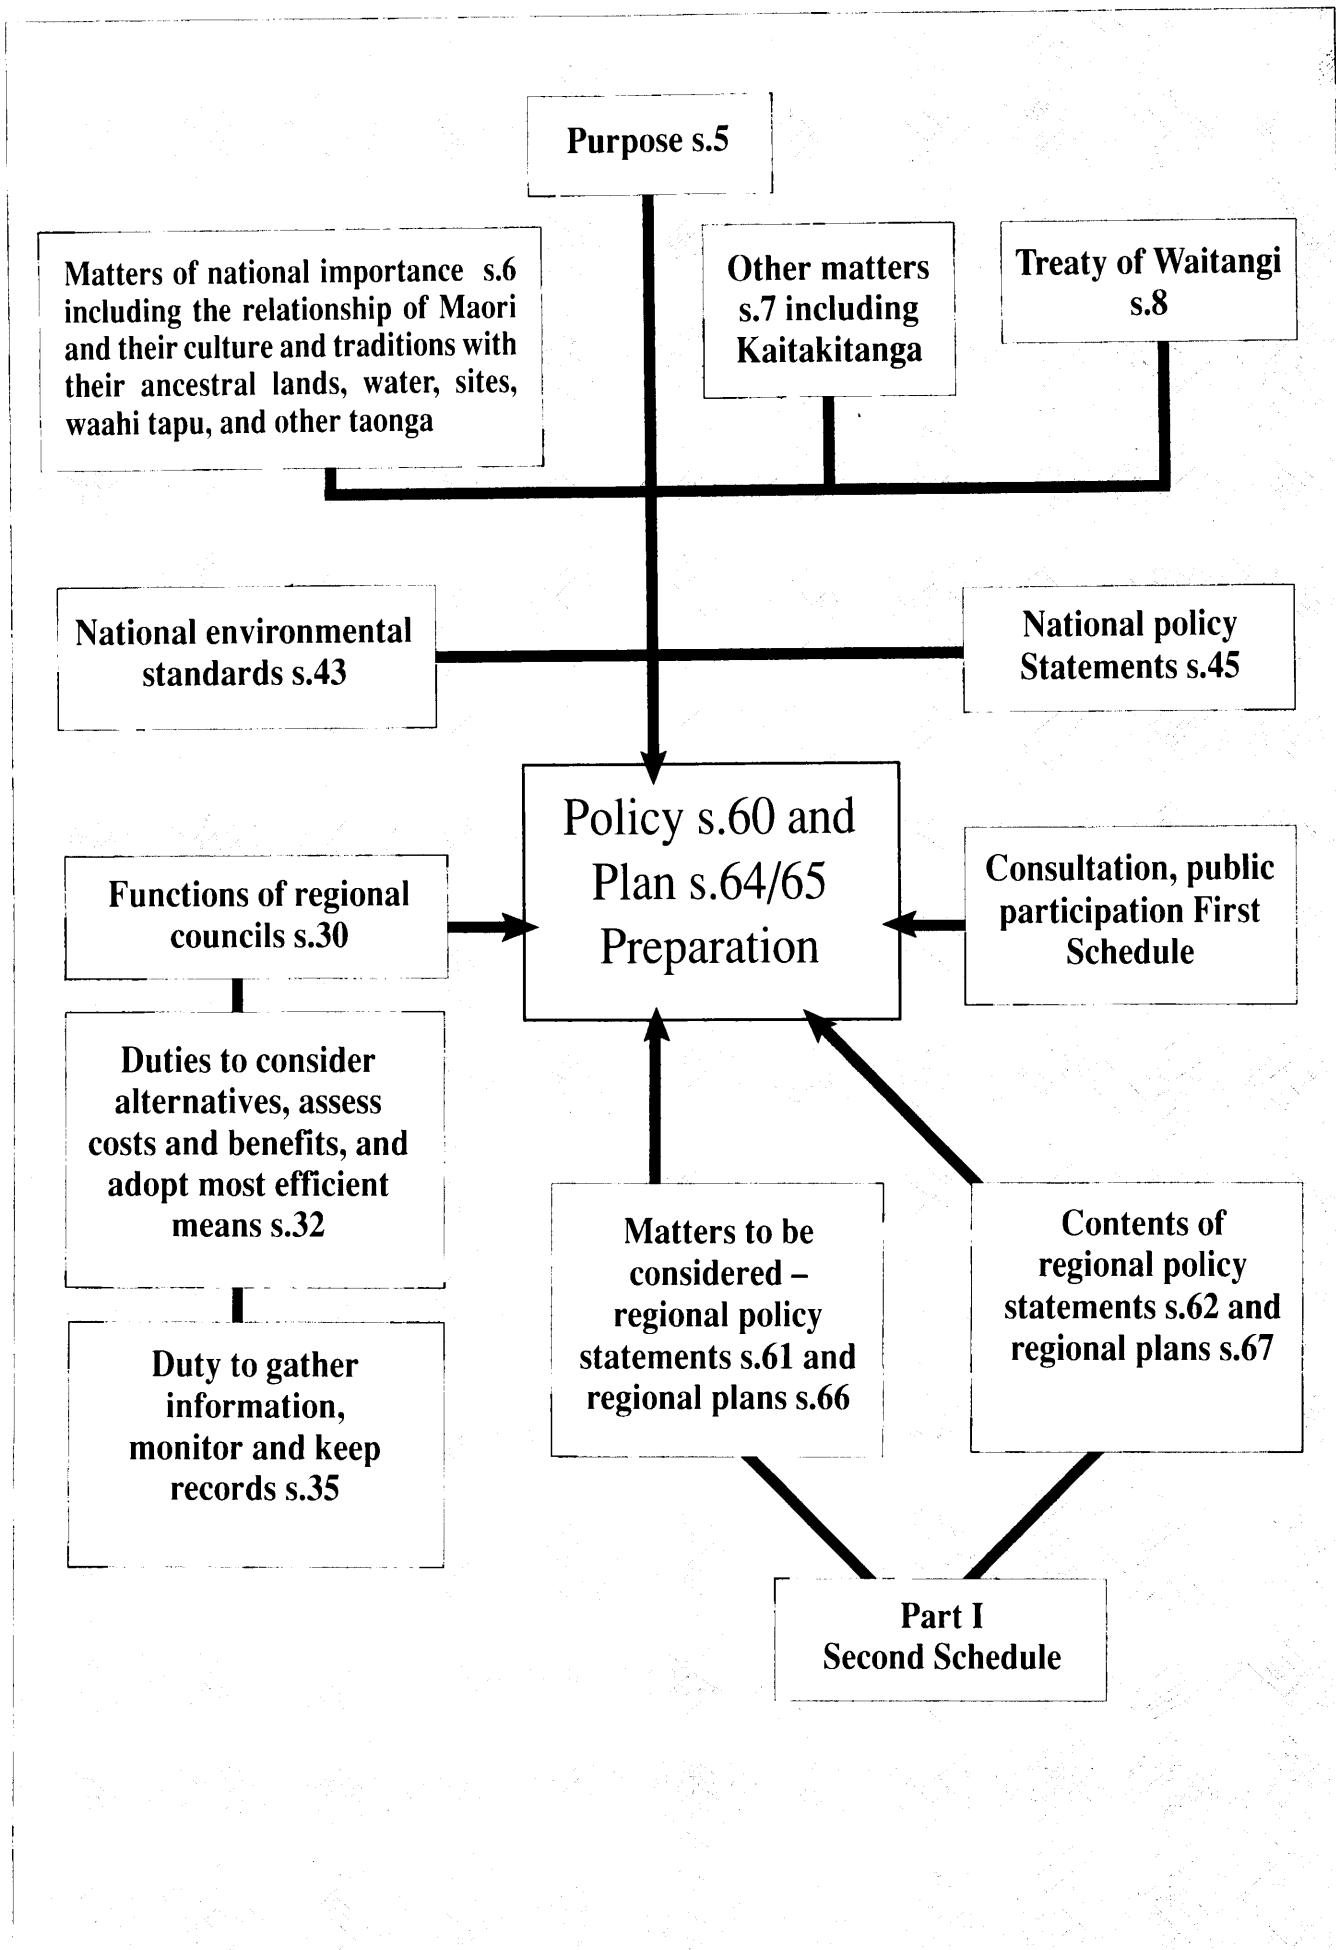 Purpose s.5
Matters of national importance s.6
including the relationship of Maori
and their culture and traditions with
their ancestral lands, water, sites,
waahi tapu, and other taonga
Other matters
s.7 including
Kaitakitanga
Treaty of Waitangi
s.8
National environmental
standards s.43
National policy
Statements s.45
Policy s.60 and
Plan s.64/65
Preparation
Functions of regional
councils s.30
Consultation, public
participation First
Schedule
Duties to consider
alternatives, assess
costs and benefits, and
adopt most efficient
means s.32
Duty to gather
information,
monitor and keep
records s.35
Matters to be
considered –
regional policy
statements s.61 and
regional plans s.66
Contents of
regional policy
statements s.62 and
regional plans s.67
Part I
Second Schedule